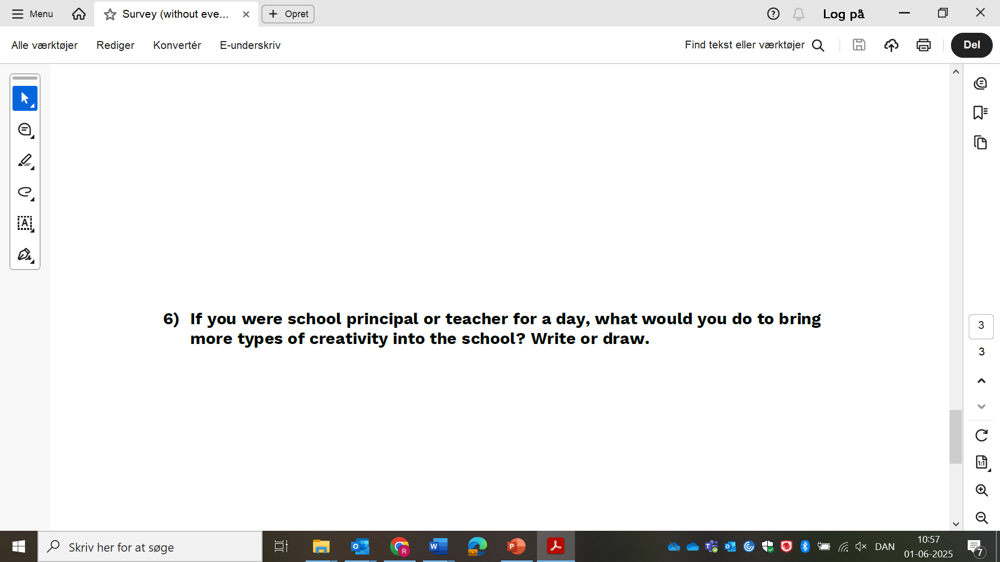 Menu
Survey (without eve...
Opret
Log på
Alle værktøjer
Rediger
Konvertér
E-underskriv
Find tekst eller værktøjer
Del
6) If you were school principal or teacher for a day, what would you do to bring
more types of creativity into the school? Write or draw.
3
3
Skriv her for at søge
DAN
10:57
01-06-2025
7